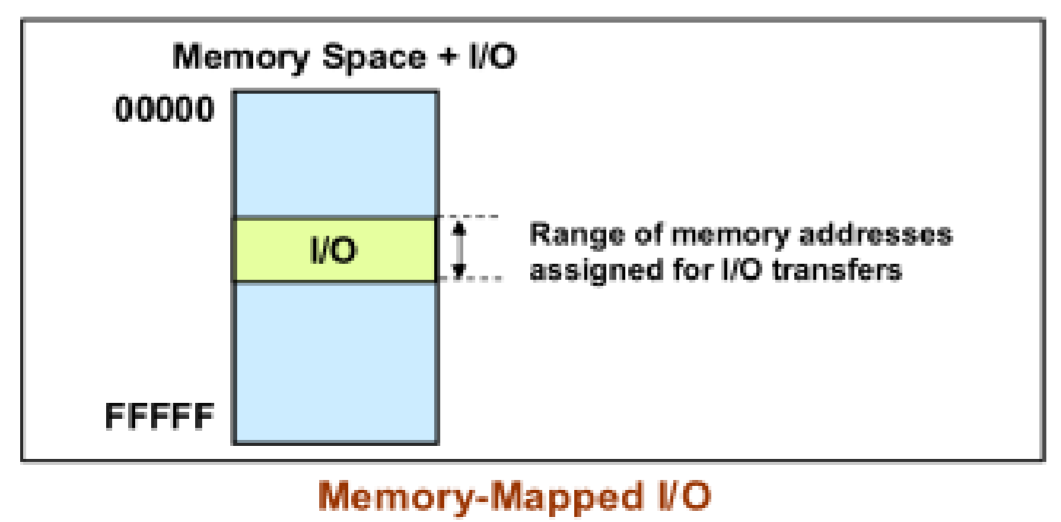 Memory Space + I/O
00000
I/O
Range of memory addresses
assigned for I/O transfers
FFFFF
Memory-Mapped I/O